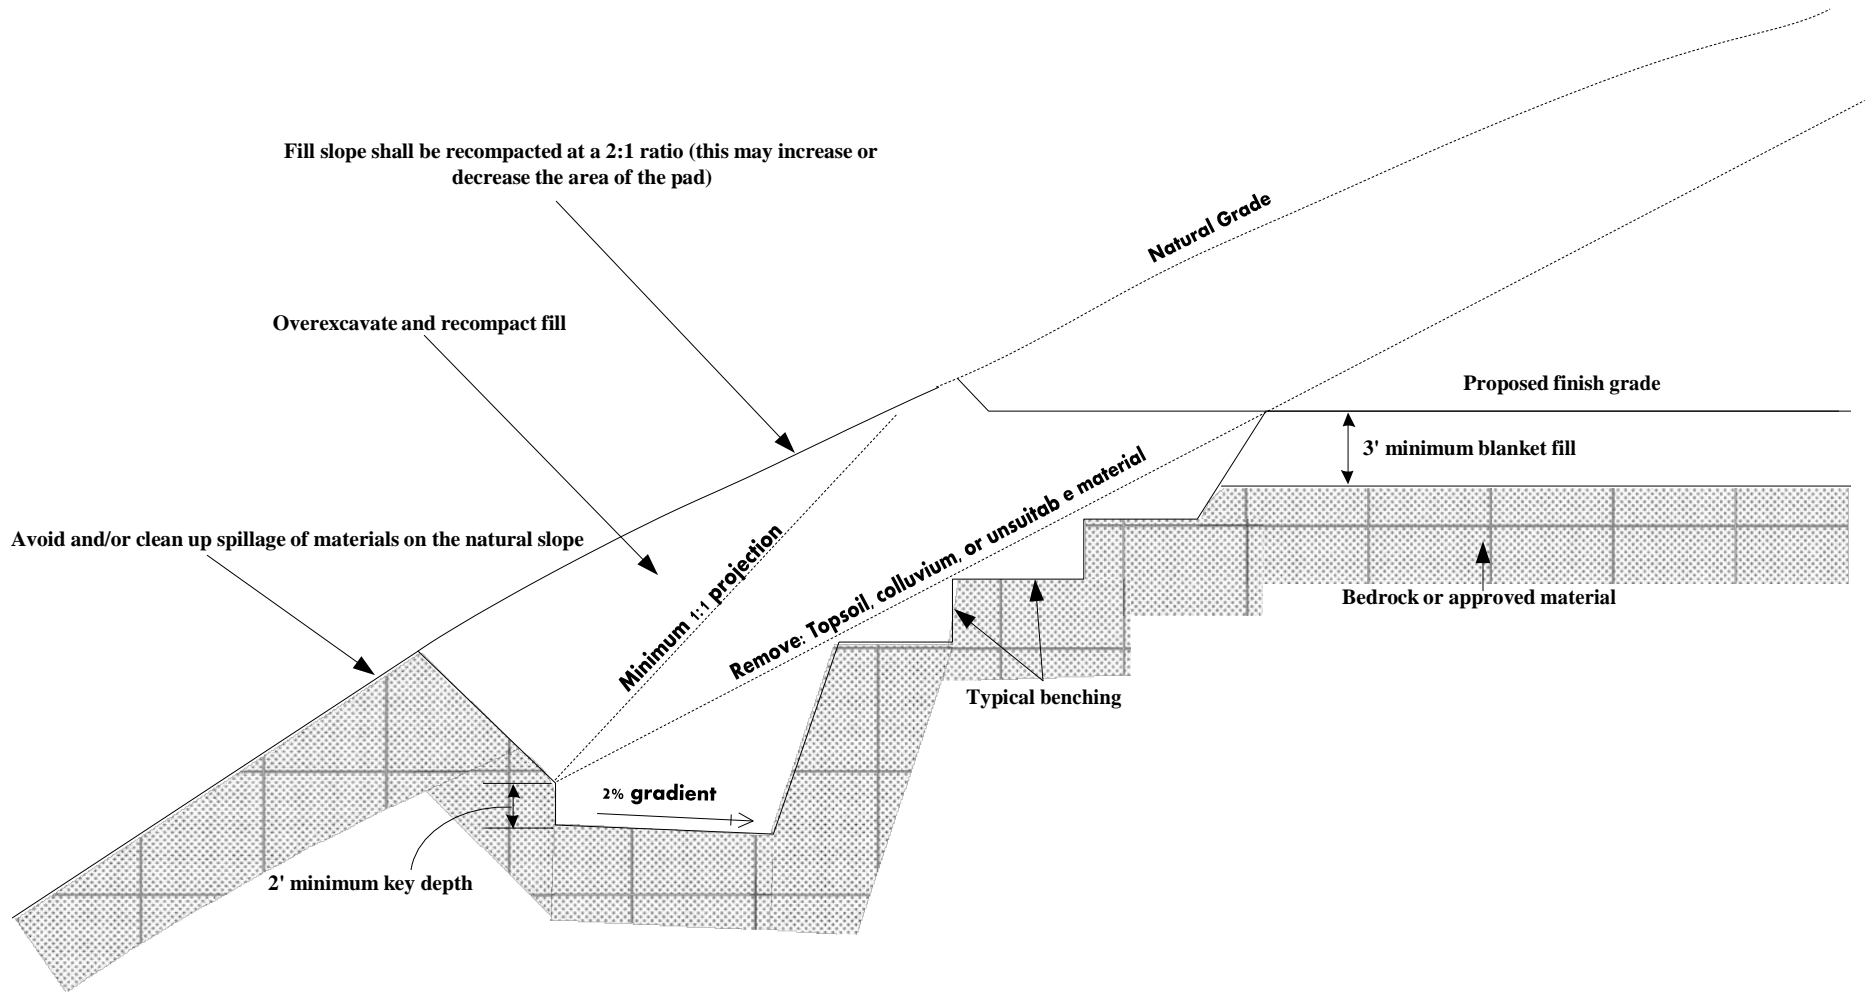 Fill slope shall be recompacted at a 2:1 ratio (this may increase or
decrease the area of the pad)
Natural Grade
Overexcavate and recompact fill
Proposed finish grade
3' minimum blanket fill
Avoid and/or clean up spillage of materials on the natural slope
Minimum 1:1 projection
Remove: Topsoil, colluvium, or unsuitab e material
Bedrock or approved material
Typical benching
2% gradient
2' minimum key depth